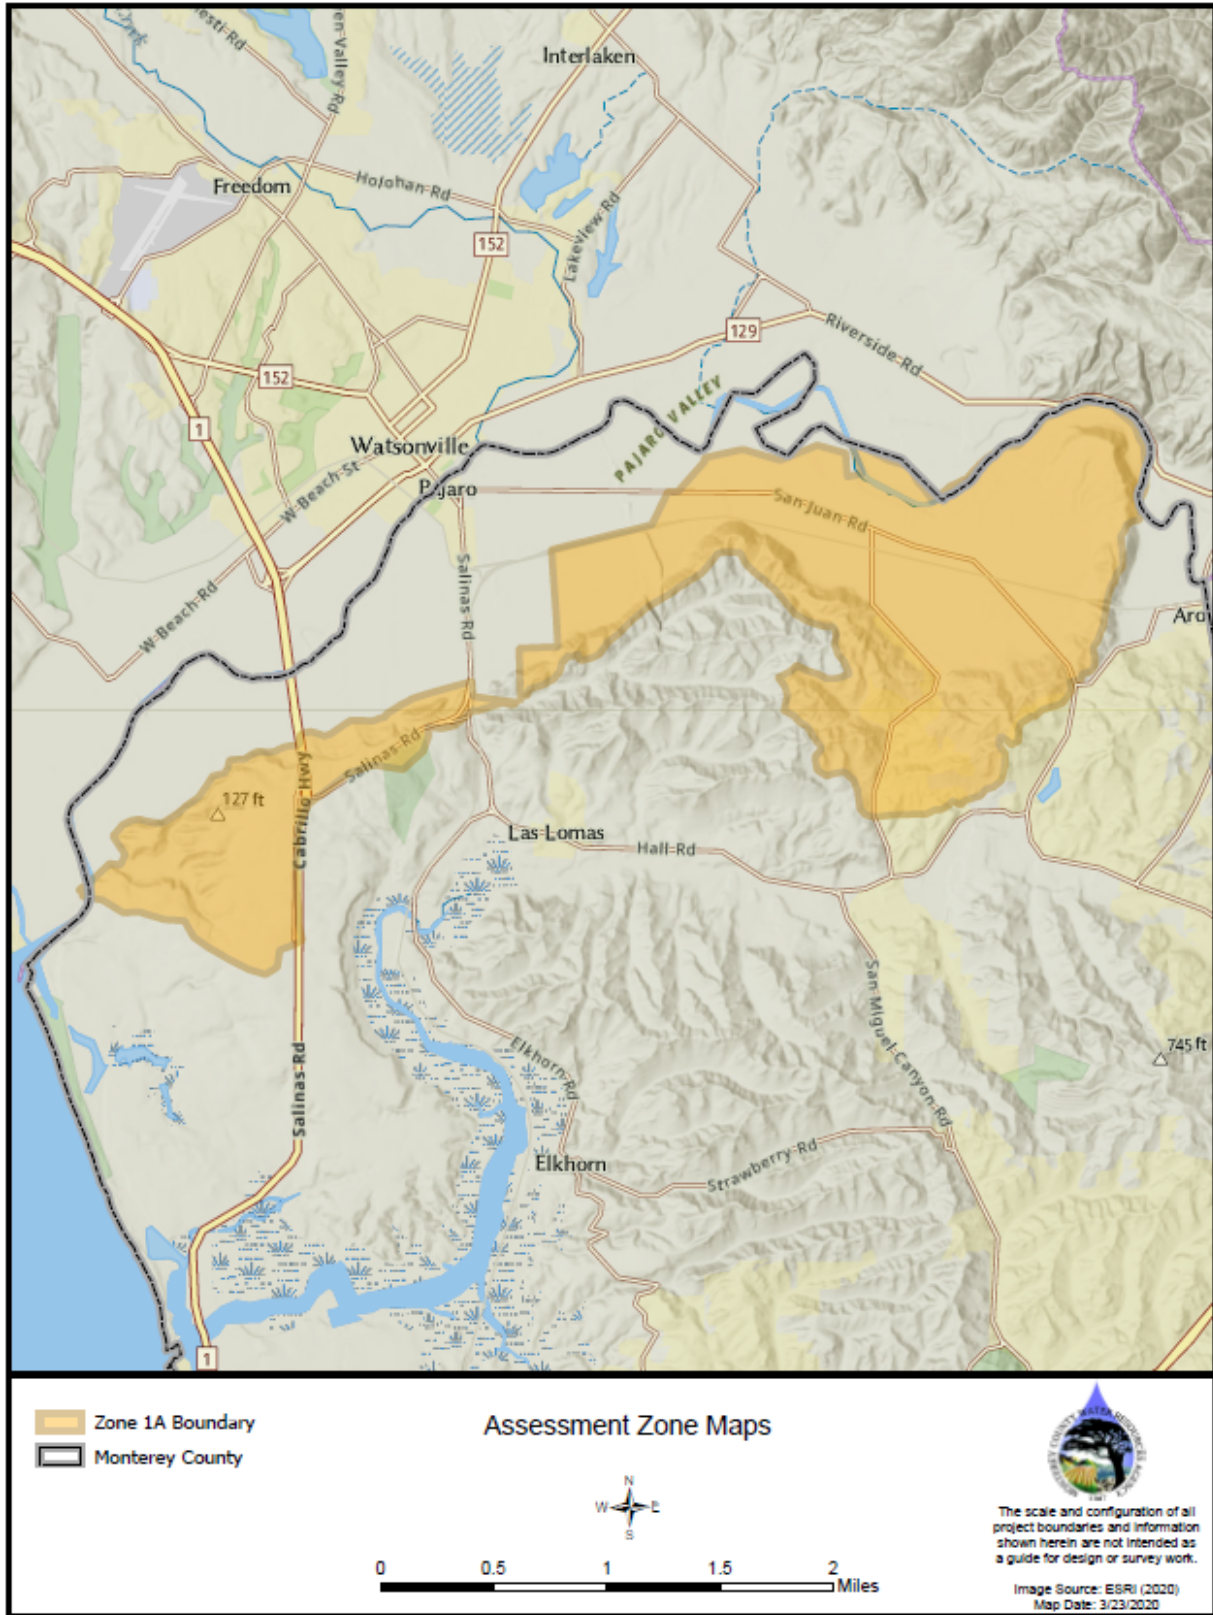 Interlaken
Freedom
Holohan Rd
Lakeview Rd
152
129
Riverside Rd
152
1
PAJARO VALLEY
Watsonville
W Beach St
Pajaro
San Juan Rd
Salinas Rd
W Beach Rd
Aro
Salinas Rd
Cabrillo Hwy
127 ft
Las Lomas
Hall Rd
San Miguel Canyon Rd
745 ft
Elkhorn Rd
Salinas Rd
Elkhorn
Strawberry Rd
1
Zone 1A Boundary
Monterey County
Assessment Zone Maps
N
W E
S
0 0.5 1 1.5 2 Miles
MONTEREY COUNTY WATER RESOURCES AGENCY
The scale and configuration of all
project boundaries and information
shown herein are not intended as
a guide for design or survey work.
Image Source: ESRI (2020)
Map Date: 3/23/2020